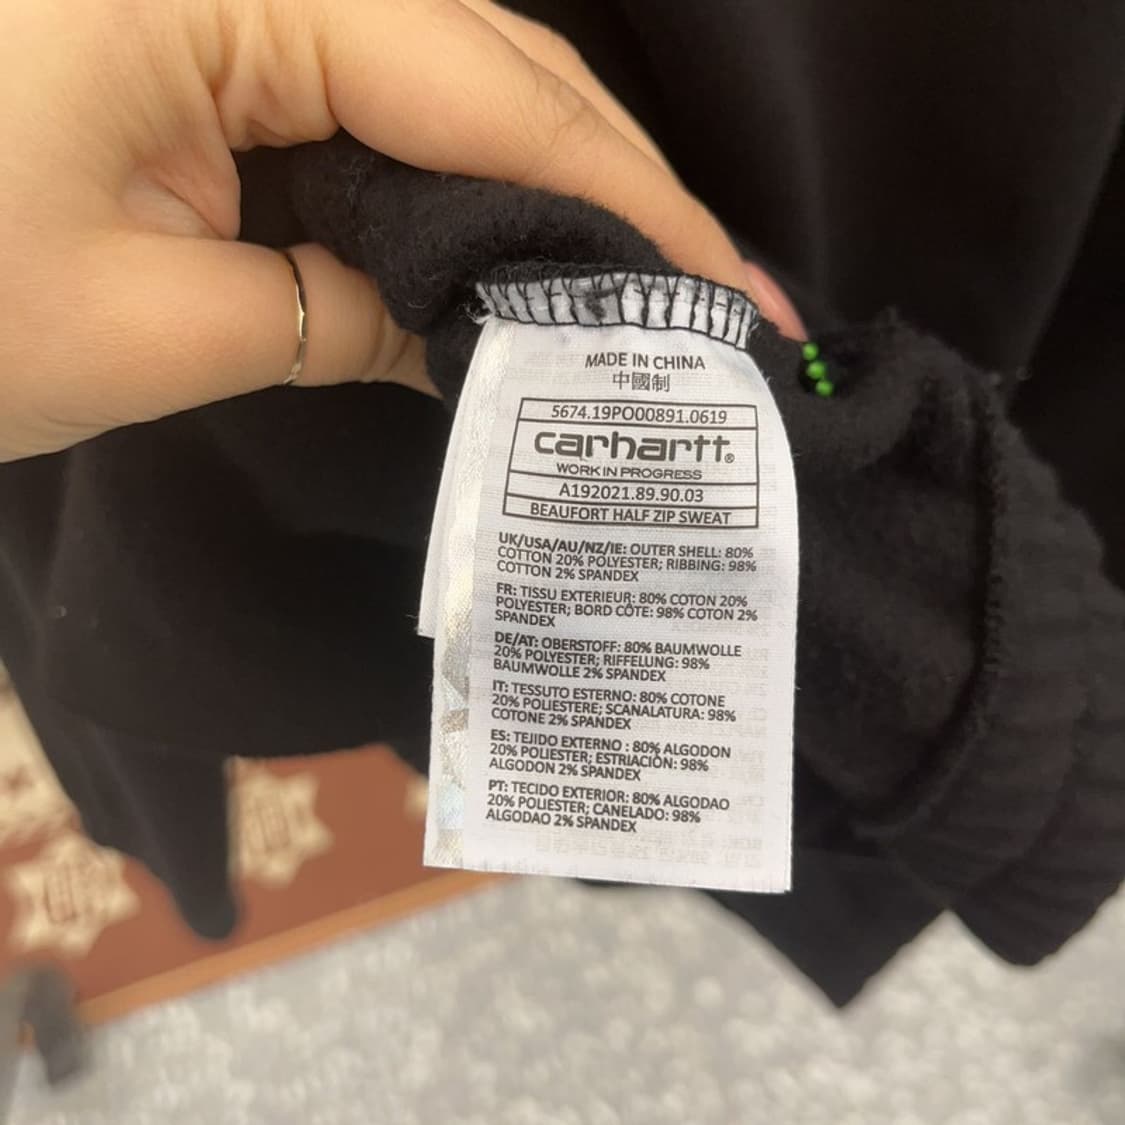 MADE IN CHINA
中國制
5674.19PO00891.0619
carhartt®
WORK IN PROGRESS
A192021.89.90.03
BEAUFORT HALF ZIP SWEAT
UK/USA/AU/NZ/IE: OUTER SHELL: 80%
COTTON 20% POLYESTER; RIBBING: 98%
COTTON 2% SPANDEX
FR: TISSU EXTERIEUR: 80% COTON 20%
POLYESTER; BORD CÔTE: 98% COTON 2%
SPANDEX
DE/AT: OBERSTOFF: 80% BAUMWOLLE
20% POLYESTER; RIFFELUNG: 98%
BAUMWOLLE 2% SPANDEX
IT: TESSUTO ESTERNO: 80% COTONE
20% POLIESTERE; SCANALATURA: 98%
COTONE 2% SPANDEX
ES: TEJIDO EXTERNO : 80% ALGODON
20% POLIESTER; ESTRIACIÓN: 98%
ALGODON 2% SPANDEX
PT: TECIDO EXTERIOR: 80% ALGODAO
20% POLIESTER; CANELADO: 98%
ALGODAO 2% SPANDEX